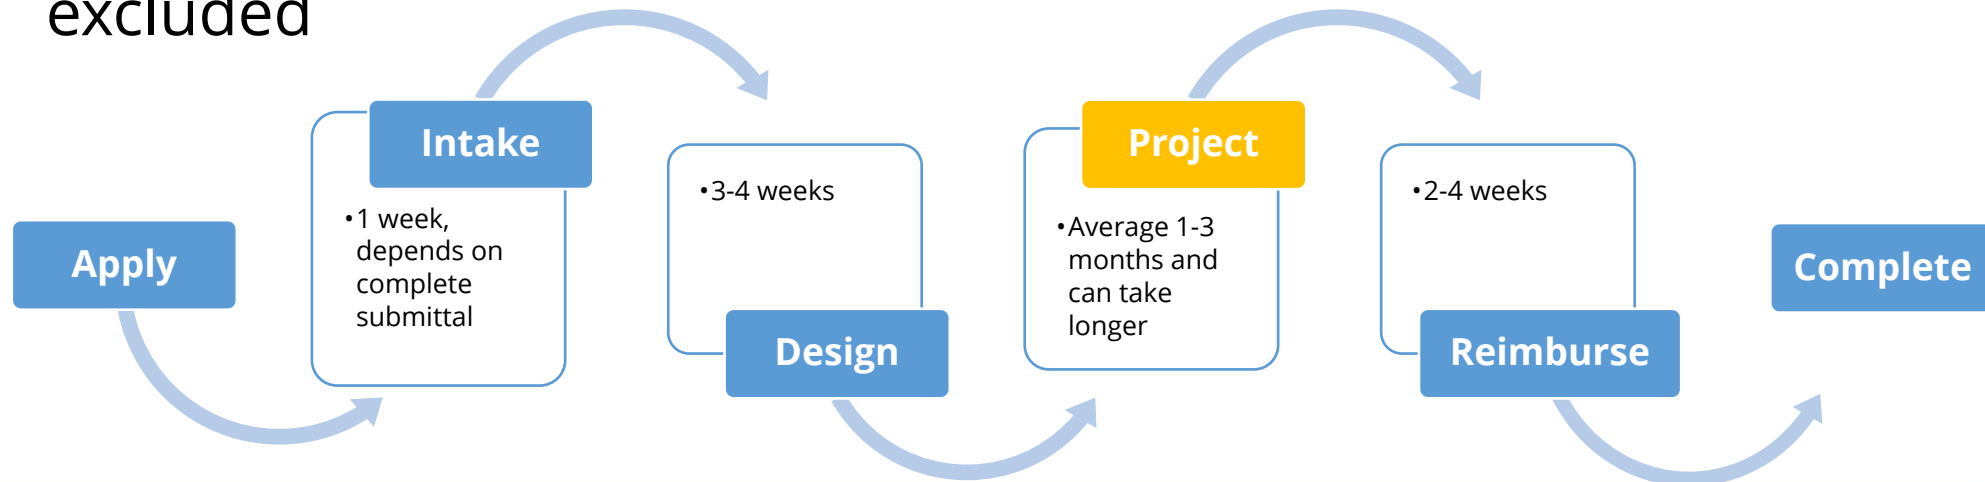 excluded
Apply
Intake
•1 week,
depends on
complete
submittal
•3-4 weeks
Design
Project
•Average 1-3
months and
can take
longer
•2-4 weeks
Reimburse
Complete